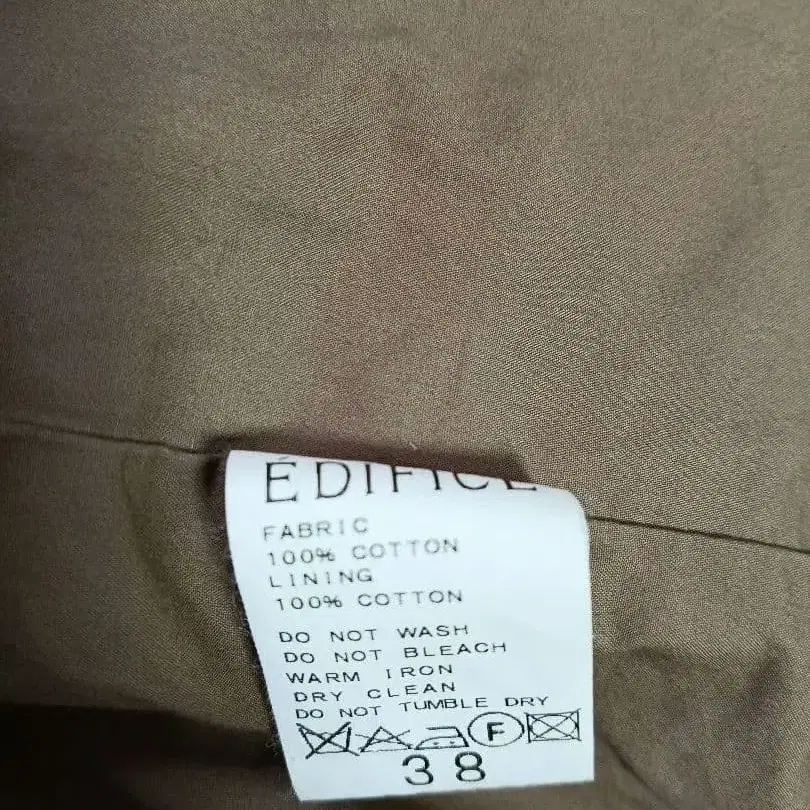 ÉDIFICE
FABRIC
100% COTTON
LINING
100% COTTON
DO NOT WASH
DO NOT BLEACH
WARM IRON
DRY CLEAN
DO NOT TUMBLE DRY
F
38